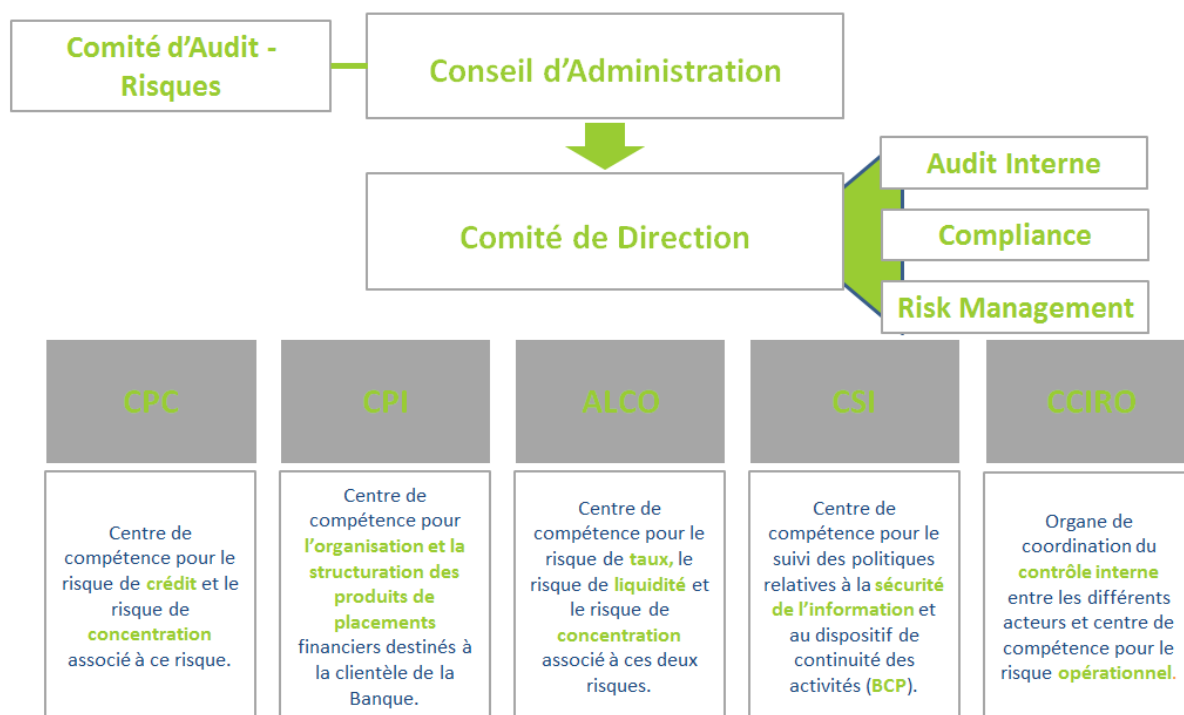 Comité d’Audit -
Risques
Conseil d’Administration
Comité de Direction
Audit Interne
Compliance
Risk Management
CPC
Centre de
compétence pour le
risque de crédit et le
risque de
concentration
associé à ce risque.
CPI
Centre de
compétence pour
l’organisation et la
structuration des
produits de
placements
financiers destinés à
la clientèle de la
Banque.
ALCO
Centre de
compétence pour le
risque de taux, le
risque de liquidité et
le risque de
concentration
associé à ces deux
risques.
CSI
Centre de
compétence pour le
suivi des politiques
relatives à la sécurité
de l’information et
au dispositif de
continuité des
activités (BCP).
CCIRO
Organe de
coordination du
contrôle interne
entre les différents
acteurs et centre de
compétence pour le
risque opérationnel.